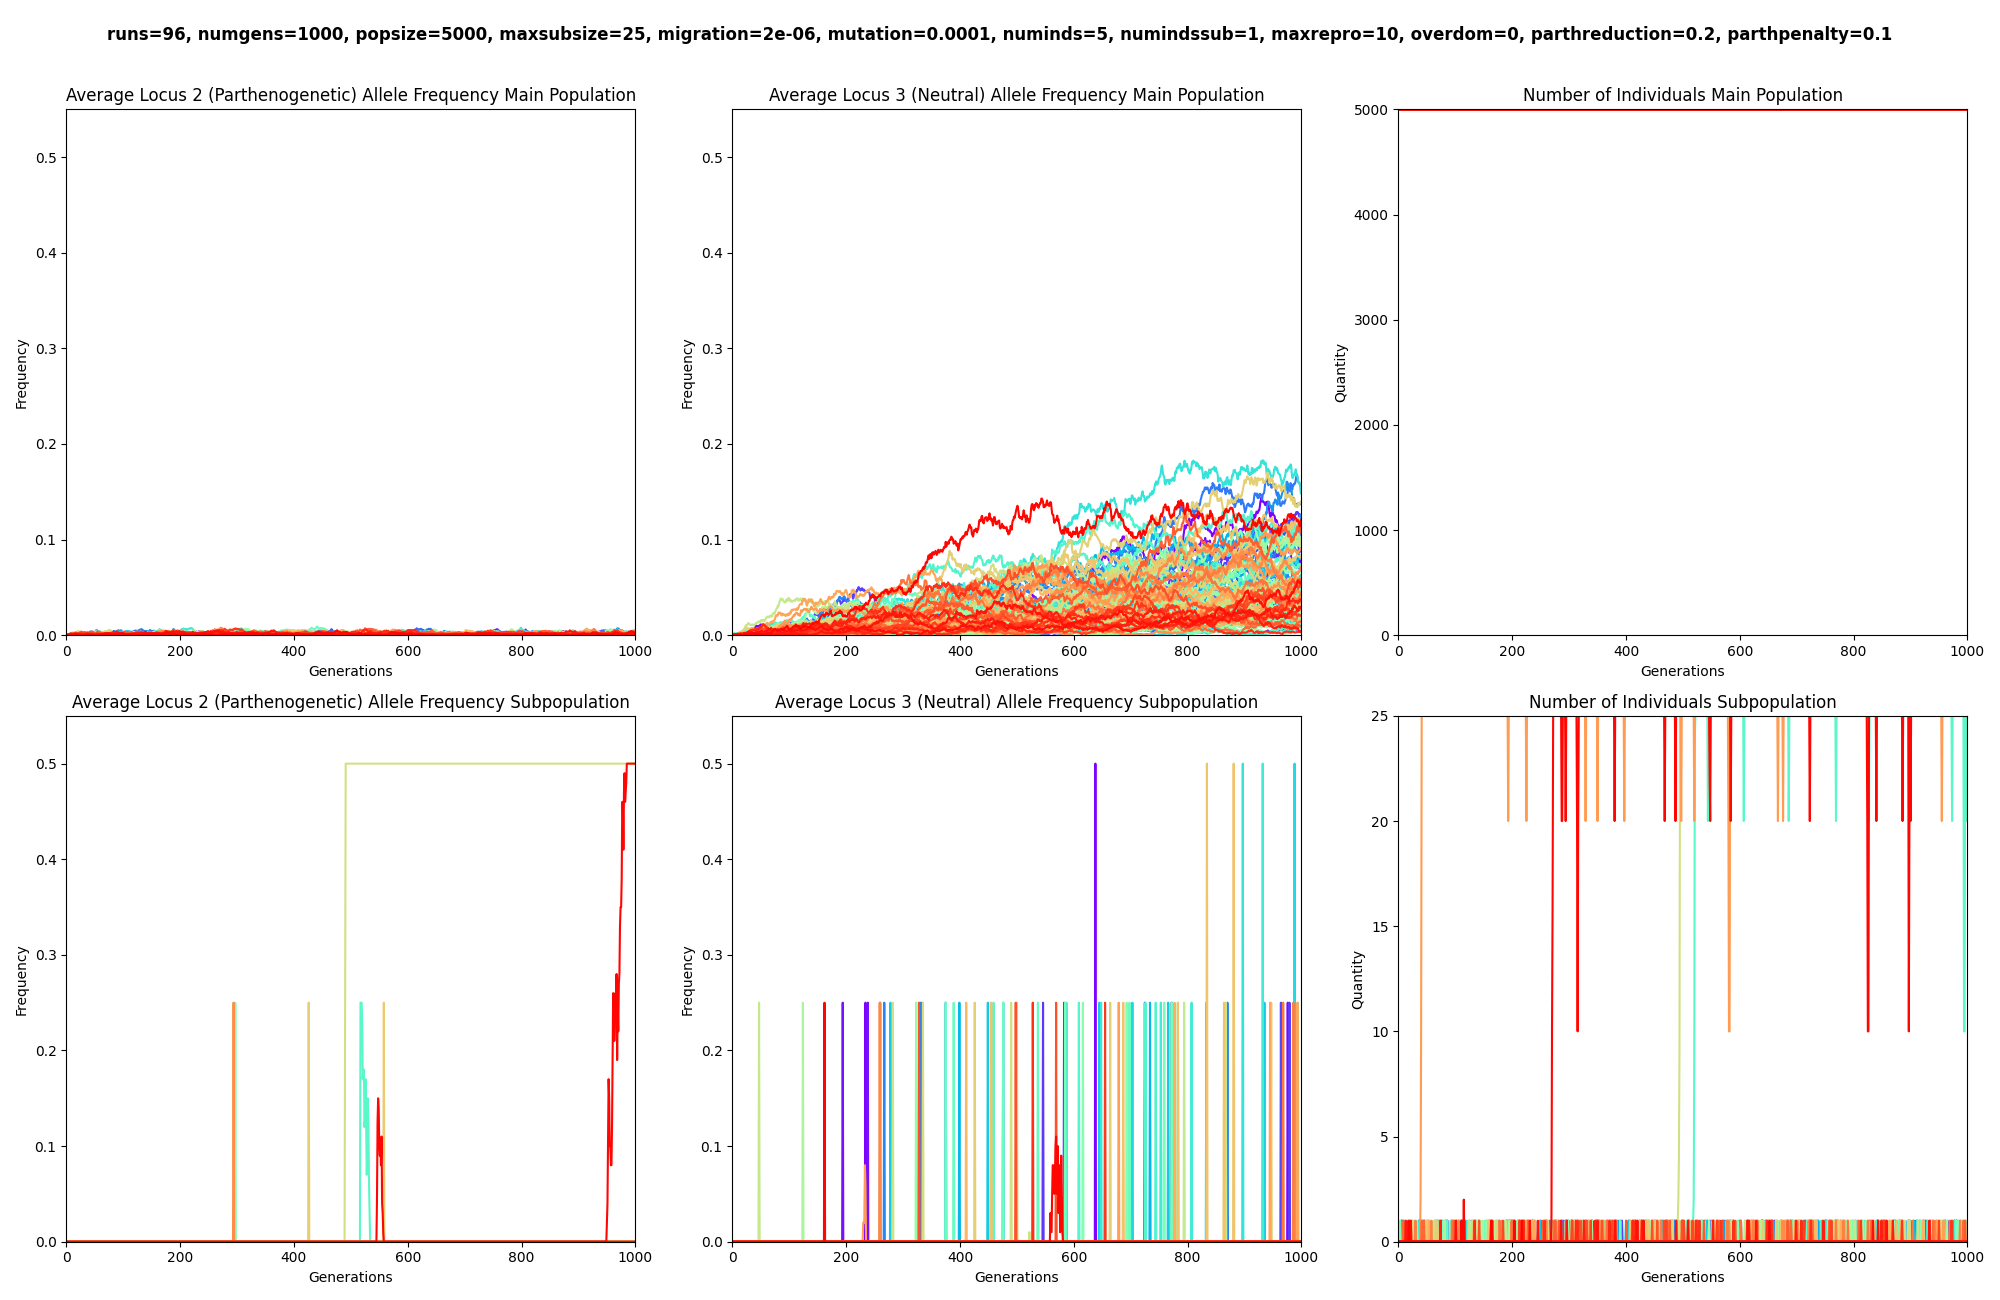 runs=96, numgens=1000, popsize=5000, maxsubsize=25, migration=2e-06, mutation=0.0001, numinds=5, numindssub=1, maxrepro=10, overdom=0, parthreduction=0.2, parthpenalty=0.1
Average Locus 2 (Parthenogenetic) Allele Frequency Main Population
0.5
0.4
0.3
0.2
0.1
0.0
Frequency
0 200 400 600 800 1000
Generations
Average Locus 3 (Neutral) Allele Frequency Main Population
0.5
0.4
0.3
0.2
0.1
0.0
Frequency
0 200 400 600 800 1000
Generations
Number of Individuals Main Population
5000
4000
3000
2000
1000
0
Quantity
0 200 400 600 800 1000
Generations
Average Locus 2 (Parthenogenetic) Allele Frequency Subpopulation
0.5
0.4
0.3
0.2
0.1
0.0
Frequency
0 200 400 600 800 1000
Generations
Average Locus 3 (Neutral) Allele Frequency Subpopulation
0.5
0.4
0.3
0.2
0.1
0.0
Frequency
0 200 400 600 800 1000
Generations
Number of Individuals Subpopulation
25
20
15
10
5
0
Quantity
0 200 400 600 800 1000
Generations